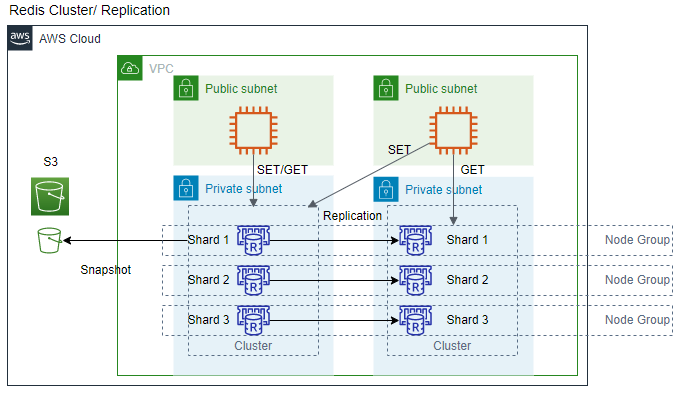 Redis Cluster/ Replication
aws
AWS Cloud
VPC
Public subnet
Public subnet
SET
S3
SET/GET
GET
Private subnet
Private subnet
Replication
Shard 1
R
R
Shard 1
Node Group
Snapshot
Shard 2
R
R
Shard 2
Node Group
Shard 3
R
R
Shard 3
Node Group
Cluster
Cluster